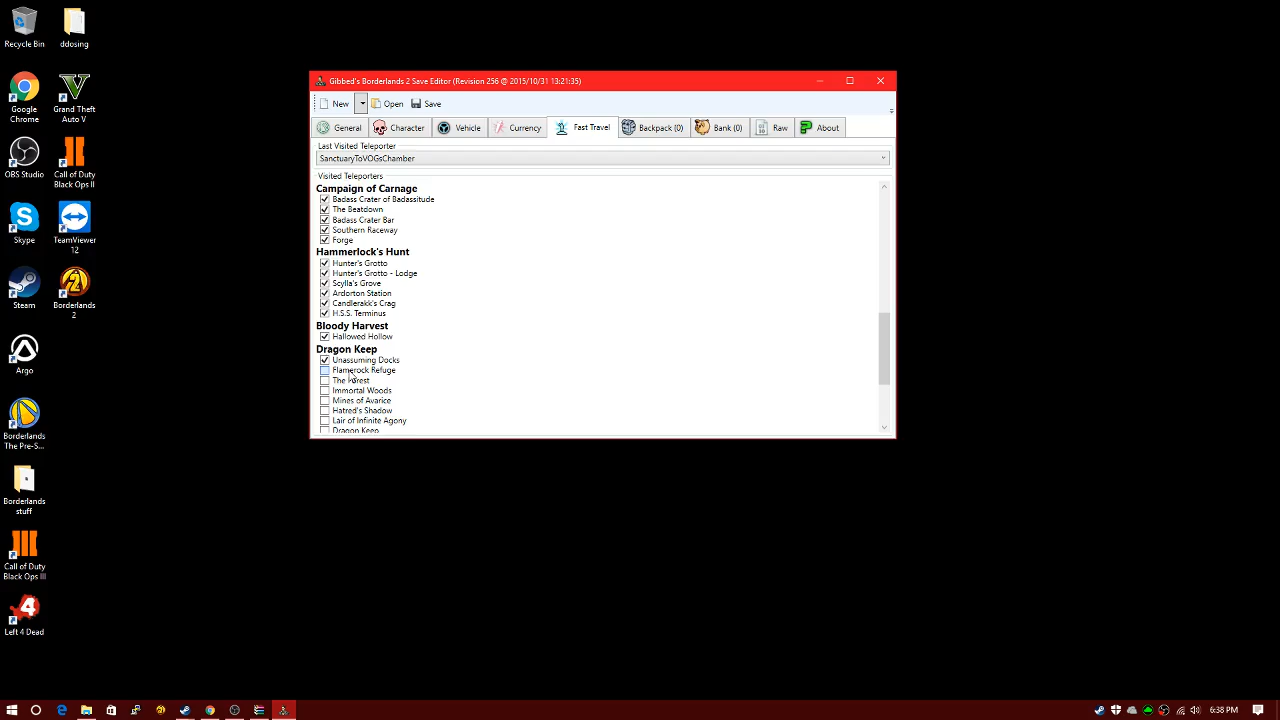 Recycle Bin
ddosing
Google Chrome
Grand Theft Auto V
OBS Studio
Call of Duty Black Ops II
Skype
TeamViewer 12
Steam
Borderlands 2
Argo
Borderlands The Pre-S...
Borderlands stuff
Call of Duty Black Ops III
Left 4 Dead
Gibbed's Borderlands 2 Save Editor (Revision 256 @ 2015/10/31 13:21:35)
New Open Save
General Character Vehicle Currency Fast Travel Backpack (0) Bank (0) Raw About
Last Visited Teleporter
SanctuaryToVOGsChamber
Visited Teleporters
Campaign of Carnage
Badass Crater of Badassitude
The Beatdown
Badass Crater Bar
Southern Raceway
Forge
Hammerlock's Hunt
Hunter's Grotto
Hunter's Grotto - Lodge
Scylla's Grove
Ardorton Station
Candlerakk's Crag
H.S.S. Terminus
Bloody Harvest
Hallowed Hollow
Dragon Keep
Unassuming Docks
Flamerock Refuge
The Forest
Immortal Woods
Mines of Avarice
Hatred's Shadow
Lair of Infinite Agony
Dragon Keep
6:38 PM